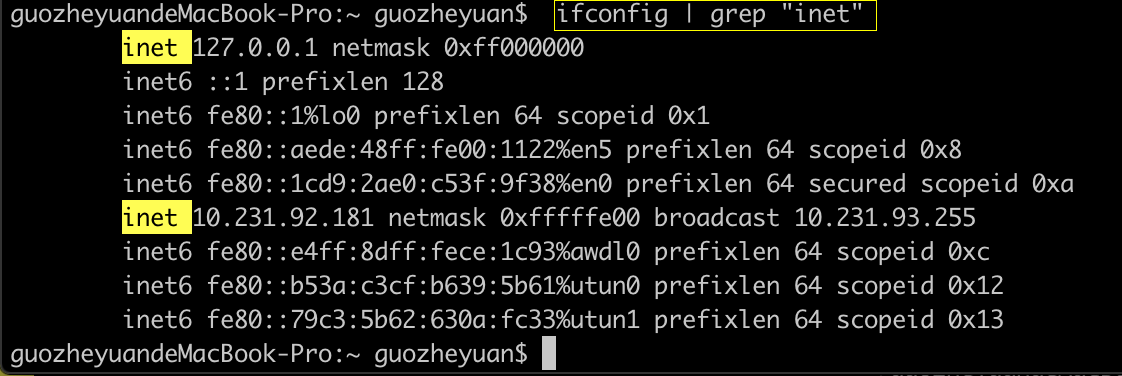 guozheyuandeMacBook-Pro:~ guozheyuan$ ifconfig | grep "inet"
inet 127.0.0.1 netmask 0xff000000
inet6 ::1 prefixlen 128
inet6 fe80::1%lo0 prefixlen 64 scopeid 0x1
inet6 fe80::aede:48ff:fe00:1122%en5 prefixlen 64 scopeid 0x8
inet6 fe80::1cd9:2ae0:c53f:9f38%en0 prefixlen 64 secured scopeid 0xa
inet 10.231.92.181 netmask 0xfffffe00 broadcast 10.231.93.255
inet6 fe80::e4ff:8dff:fece:1c93%awdl0 prefixlen 64 scopeid 0xc
inet6 fe80::b53a:c3cf:b639:5b61%utun0 prefixlen 64 scopeid 0x12
inet6 fe80::79c3:5b62:630a:fc33%utun1 prefixlen 64 scopeid 0x13
guozheyuandeMacBook-Pro:~ guozheyuan$